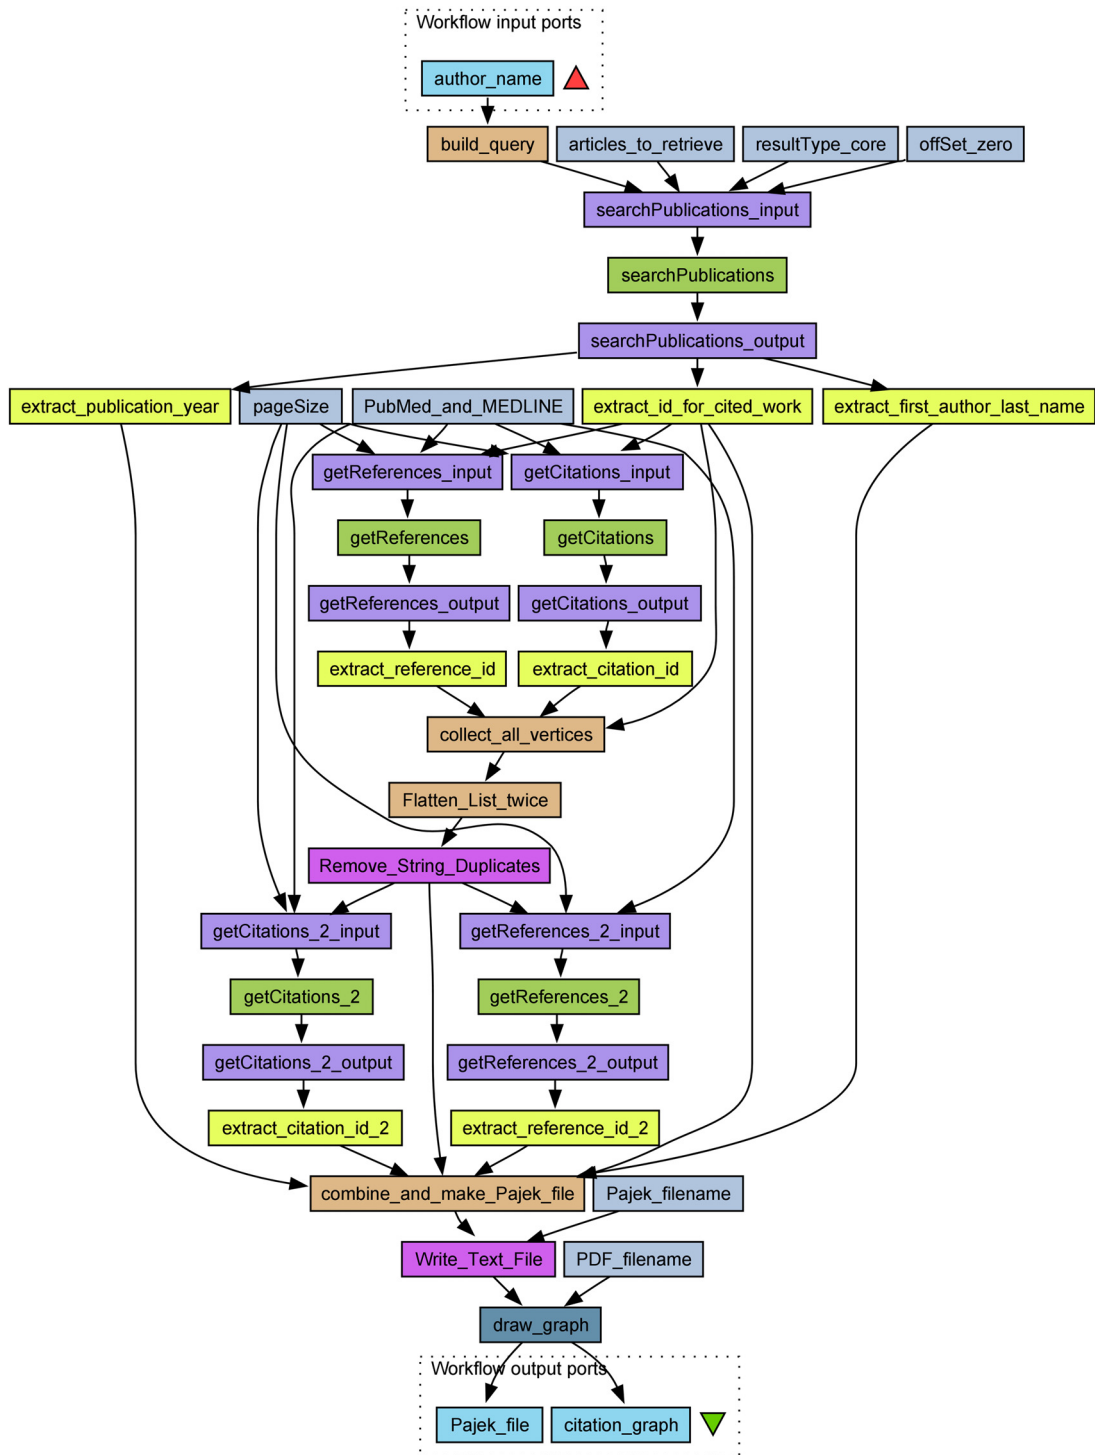 Workflow input ports
author_name
build_query
articles_to_retrieve
resultType_core
offSet_zero
searchPublications_input
searchPublications
searchPublications_output
extract_publication_year
pageSize
PubMed_and_MEDLINE
extract_id_for_cited_work
extract_first_author_last_name
getReferences_input
getCitations_input
getReferences
getCitations
getReferences_output
getCitations_output
extract_reference_id
extract_citation_id
collect_all_vertices
Flatten_List_twice
Remove_String_Duplicates
getCitations_2_input
getReferences_2_input
getCitations_2
getReferences_2
getCitations_2_output
getReferences_2_output
extract_citation_id_2
extract_reference_id_2
combine_and_make_Pajek_file
Pajek_filename
Write_Text_File
PDF_filename
draw_graph
Workflow output ports
Pajek_file
citation_graph